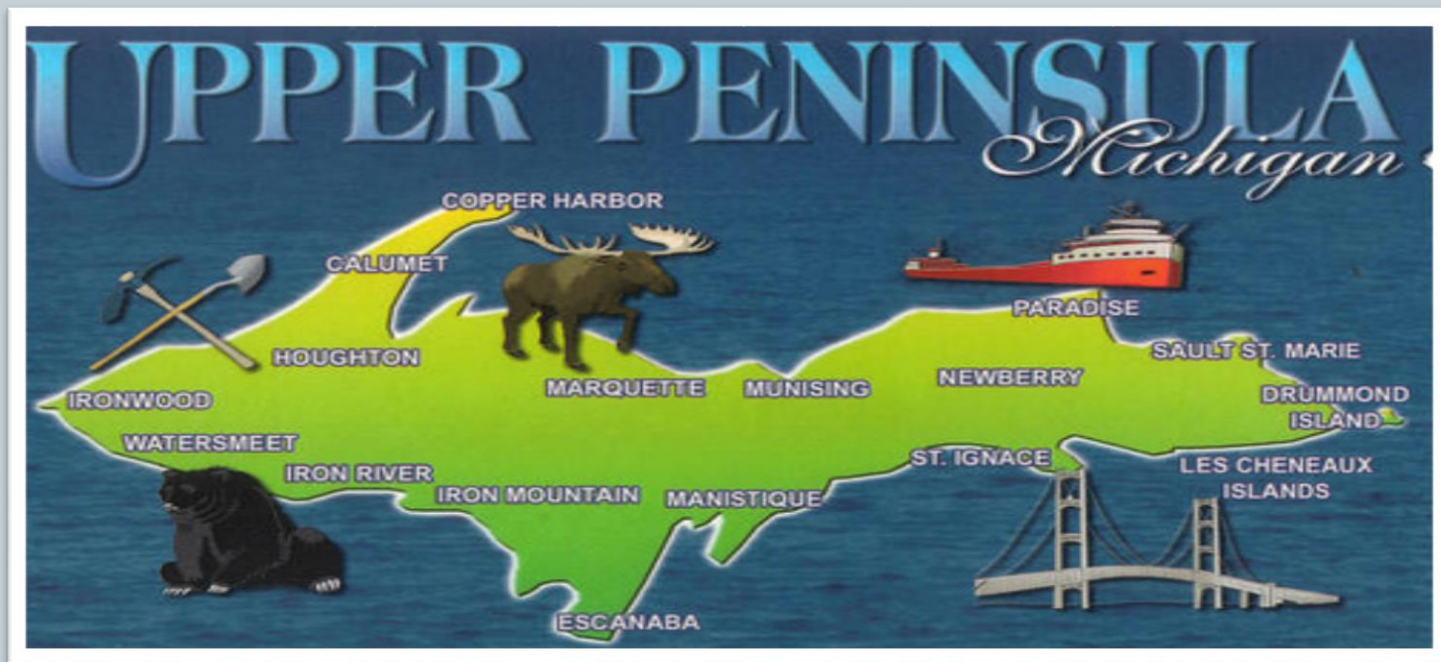 UPPER PENINSULA
Michigan
COPPER HARBOR
CALUMET
PARADISE
HOUGHTON
SAULT ST. MARIE
MARQUETTE
MUNISING
NEWBERRY
IRONWOOD
DRUMMOND
ISLAND
WATERSMEET
ST. IGNACE
LES CHENEAUX
ISLANDS
IRON RIVER
IRON MOUNTAIN
MANISTIQUE
ESCANABA